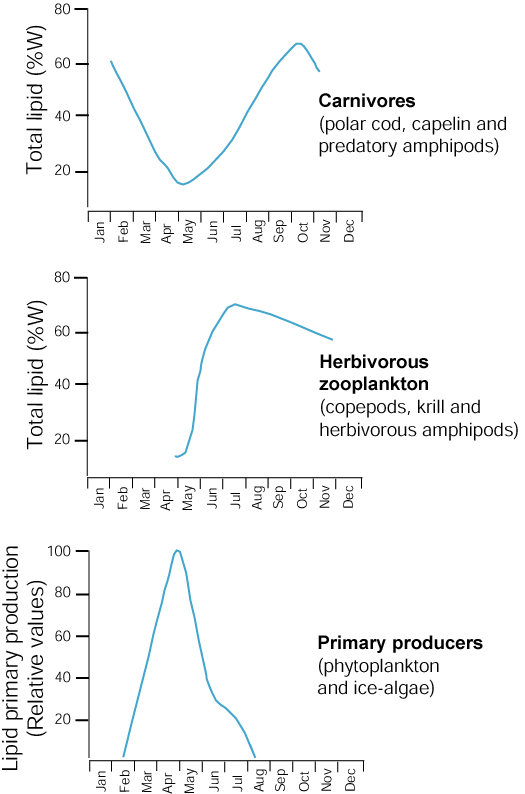 Total lipid (%W)
80
60
40
20
Carnivores
(polar cod, capelin and
predatory amphipods)
Jan Feb Mar Apr May Jun Jul Aug Sep Oct Nov Dec
Total lipid (%W)
80
60
40
20
Herbivorous
zooplankton
(copepods, krill and
herbivorous amphipods)
Jan Feb Mar Apr May Jun Jul Aug Sep Oct Nov Dec
Lipid primary production
(Relative values)
100
80
60
40
20
Primary producers
(phytoplankton
and ice-algae)
Jan Feb Mar Apr May Jun Jul Aug Sep Oct Nov Dec